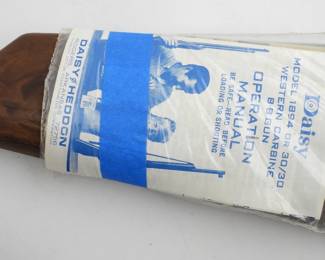 Daisy
MODEL 1894 OR 30/30
WESTERN CARBINE
B·B GUN
OPERATION
MANUAL
BE SAFE—READ BEFORE
LOADING OR SHOOTING
DAISY HEDDON